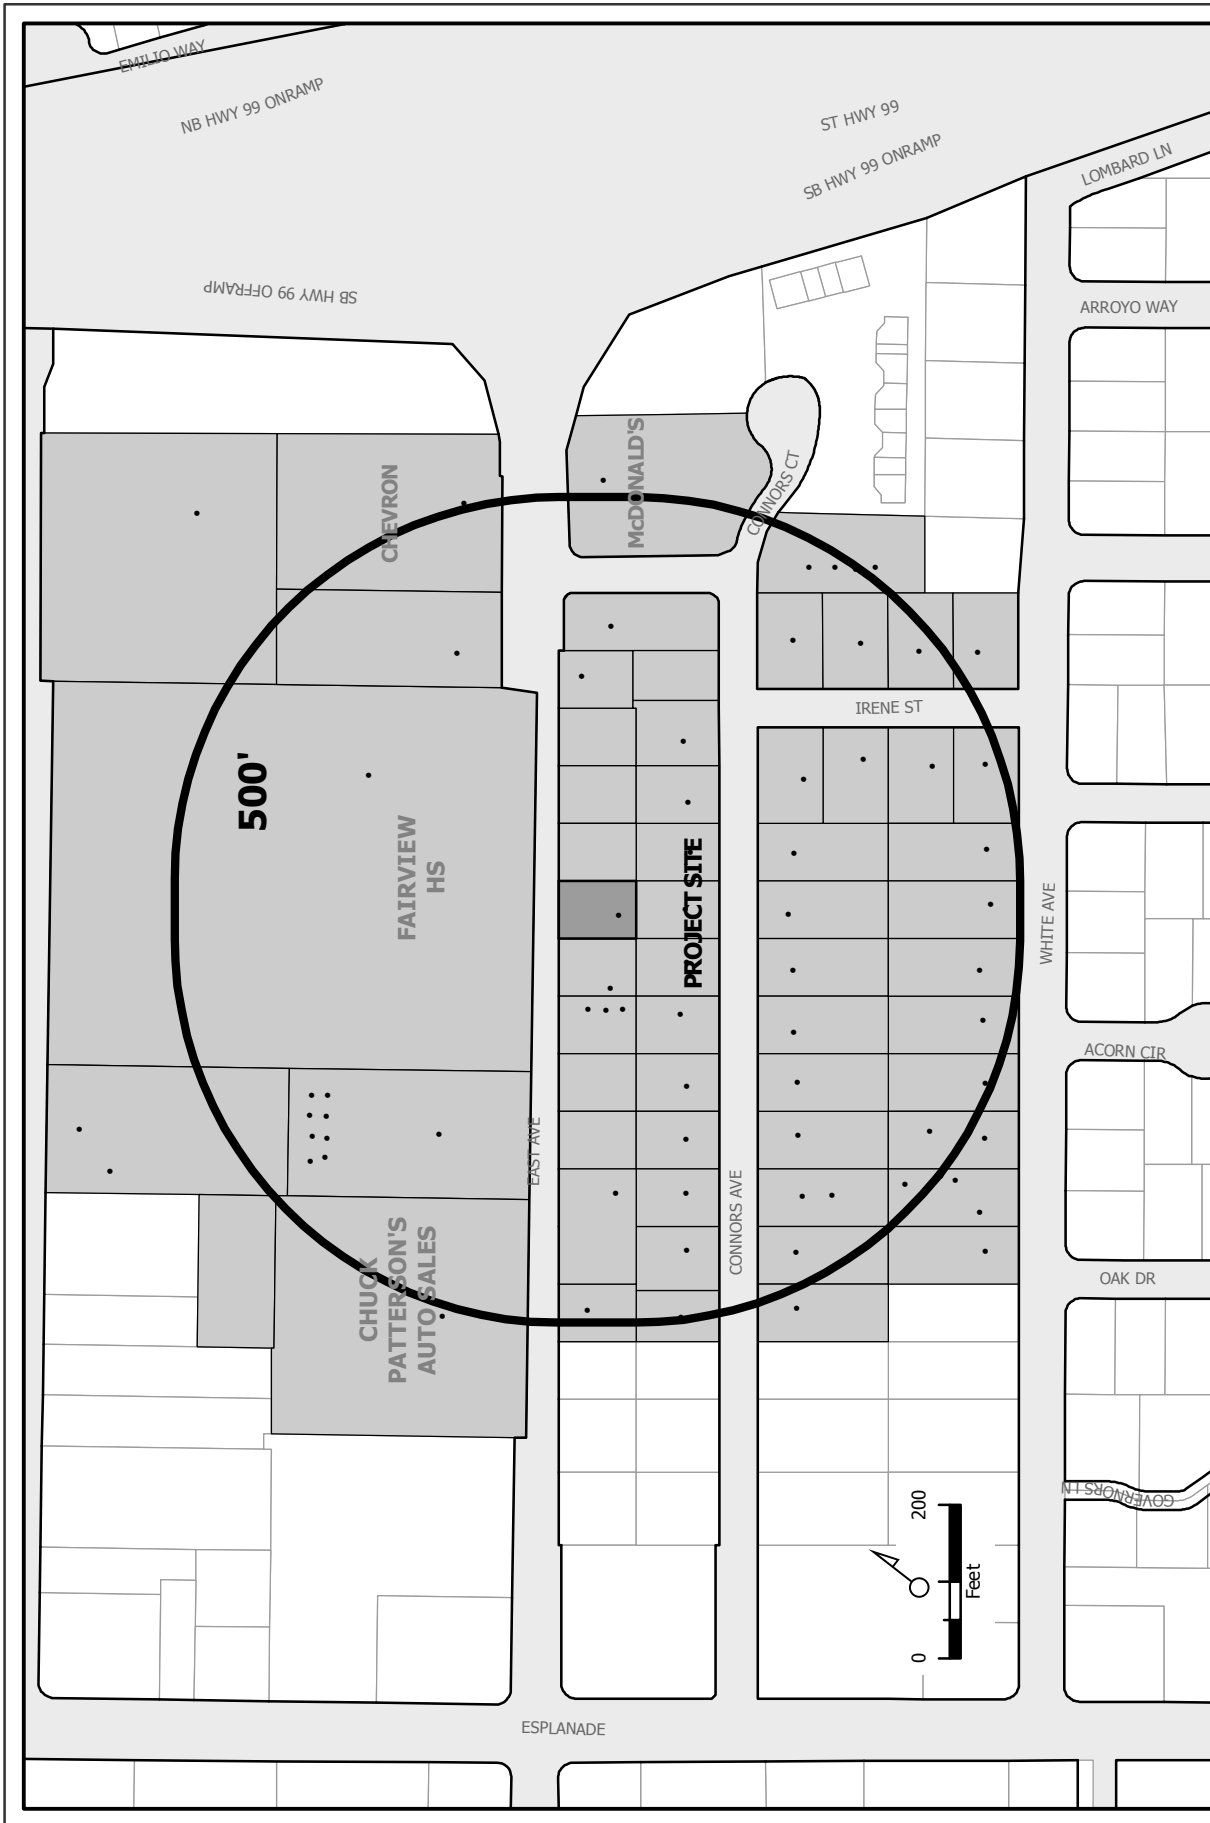 EMILIO WAY
NB HWY 99 ONRAMP
ST HWY 99
SB HWY 99 ONRAMP
LOMBARD LN
SB HWY 99 OFFRAMP
ARROYO WAY
CHEVRON
McDONALD'S
CONNORS CT
IRENE ST
500'
FAIRVIEW
HS
PROJECT SITE
WHITE AVE
ACORN CIR
EAST AVE
CONNORS AVE
OAK DR
CHUCK
PATTERSON'S
AUTO SALES
GOVERNORS LN
0
200
Feet
ESPLANADE